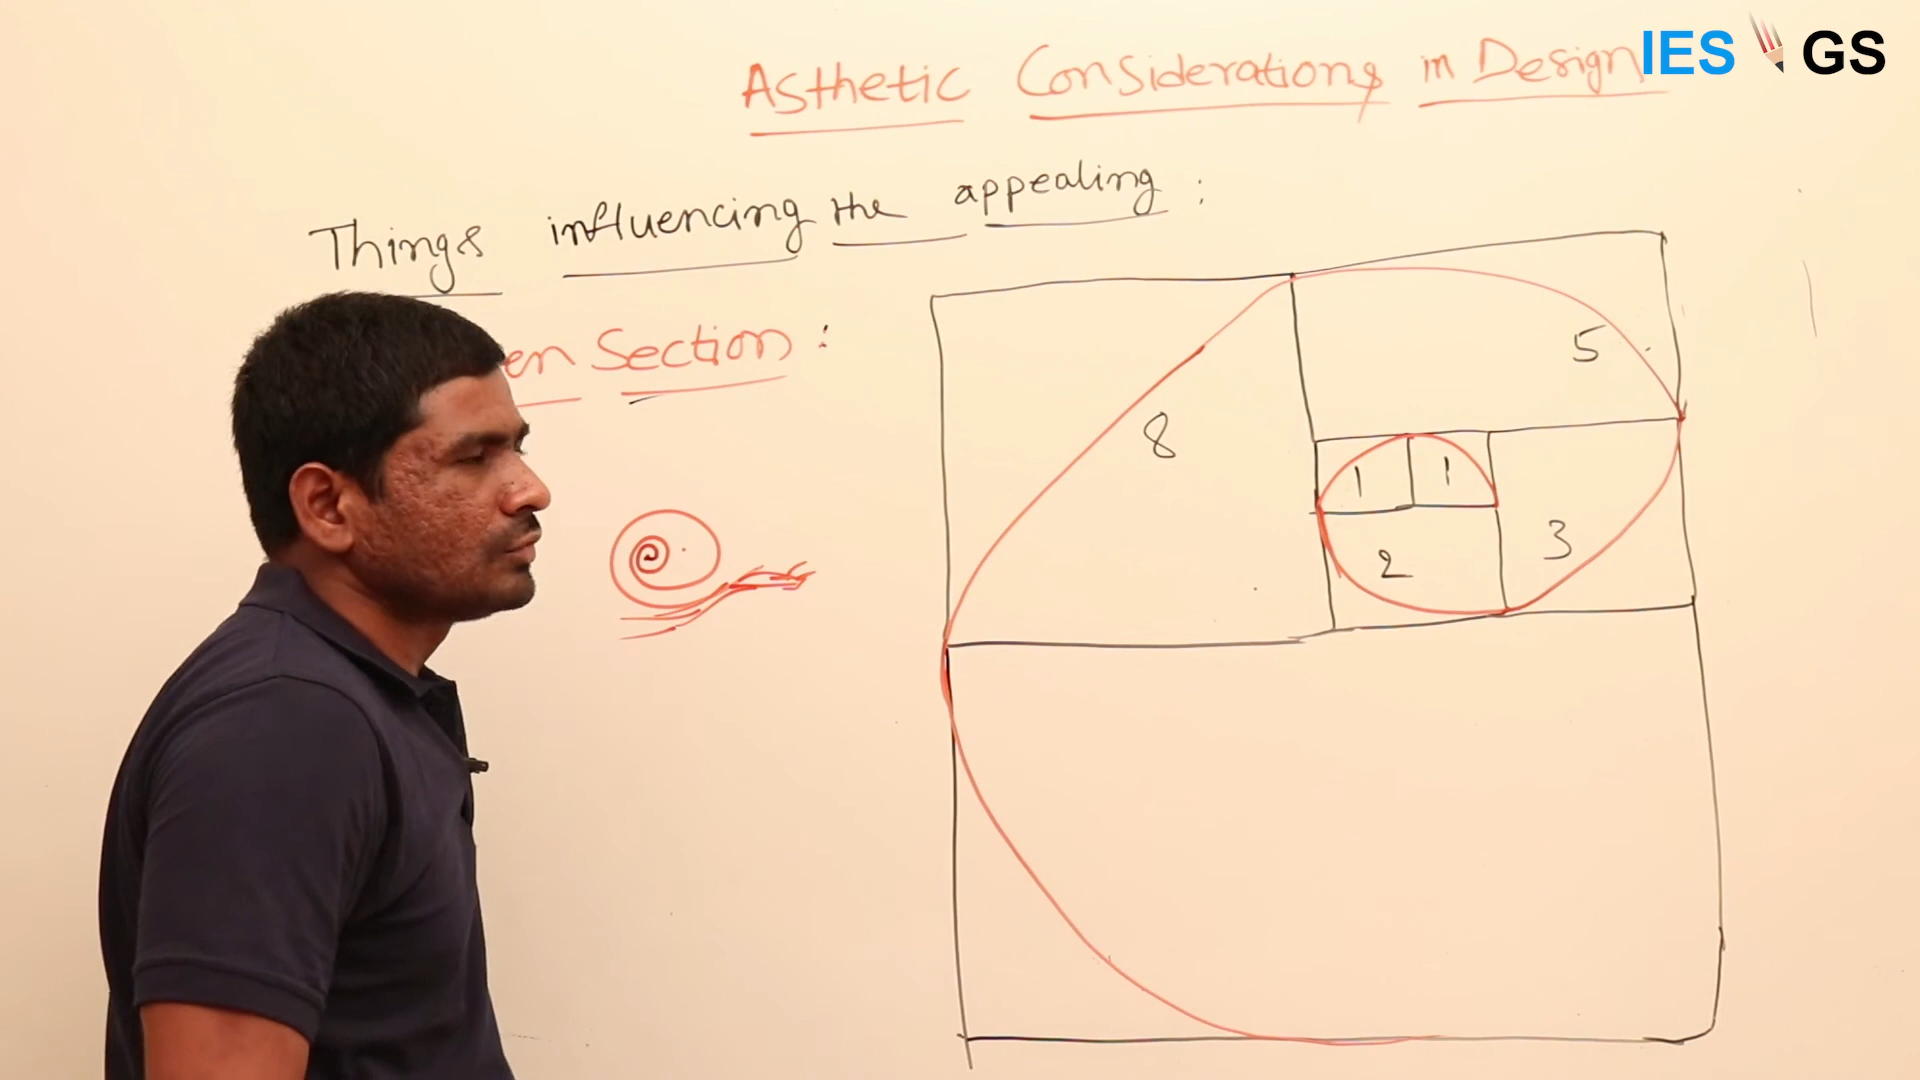 IES GS
Asthetic Considerations in Design
Things influencing the appealing :
en Section :
5
8
1 1
3
2